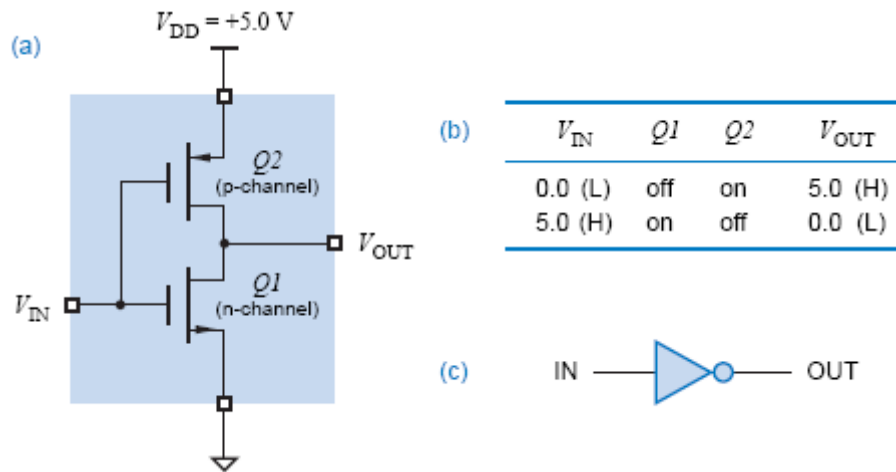 (a)
V_DD = +5.0 V
Q2
(p-channel)
V_OUT
Q1
(n-channel)
V_IN
(b)
V_IN Q1 Q2 V_OUT
0.0 (L) off on 5.0 (H)
5.0 (H) on off 0.0 (L)
(c)
IN OUT